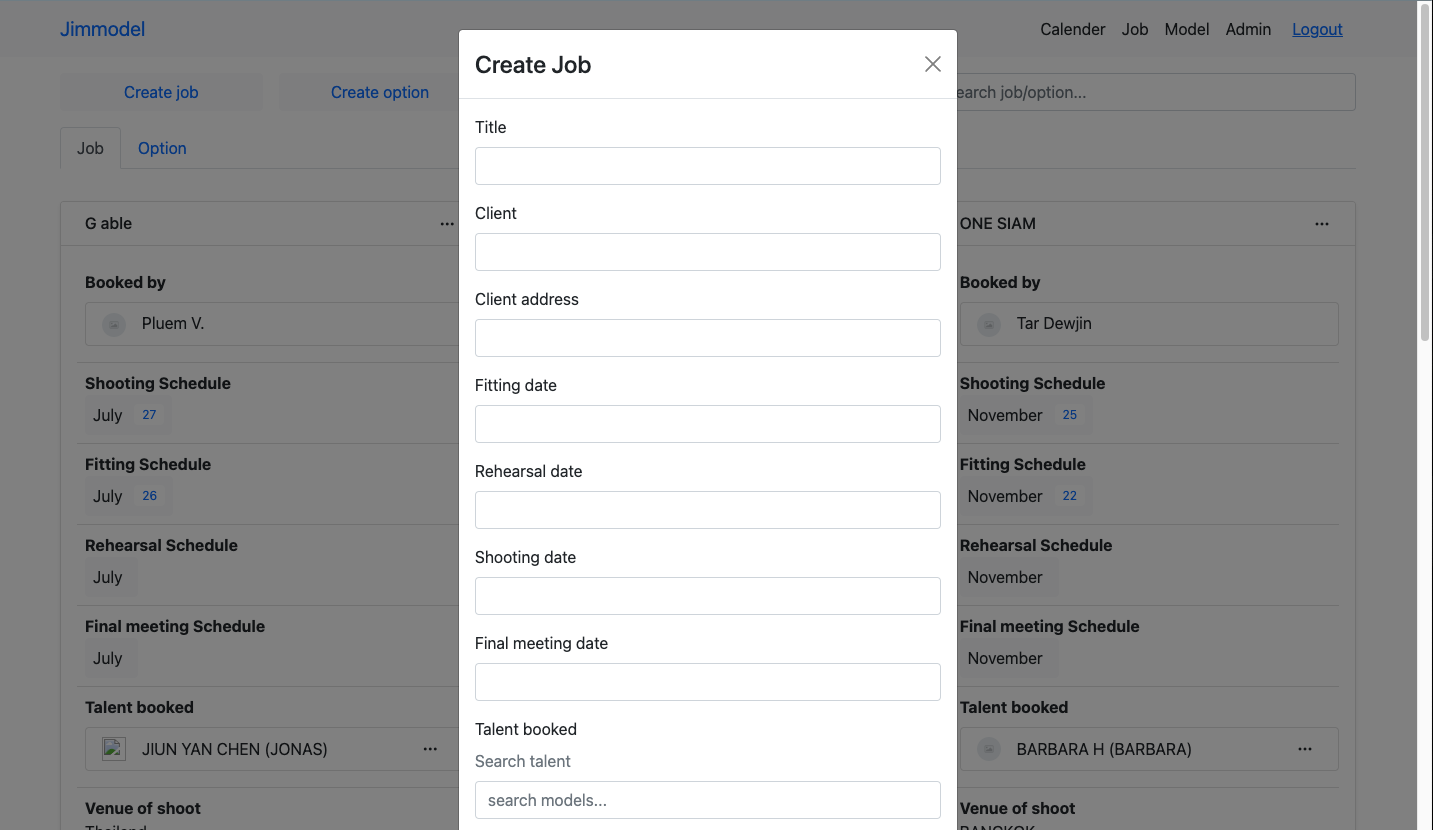 Jimmodel
Calender Job Model Admin Logout
Create job
Create option
earch job/option...
Job
Option
G able
...
Booked by
Pluem V.
Shooting Schedule
July 27
Fitting Schedule
July 26
Rehearsal Schedule
July
Final meeting Schedule
July
Talent booked
JIUN YAN CHEN (JONAS)
...
Venue of shoot
Thailand
Create Job
Title
Client
Client address
Fitting date
Rehearsal date
Shooting date
Final meeting date
Talent booked
Search talent
search models...
ONE SIAM
...
Booked by
Tar Dewjin
Shooting Schedule
November 25
Fitting Schedule
November 22
Rehearsal Schedule
November
Final meeting Schedule
November
Talent booked
BARBARA H (BARBARA)
...
Venue of shoot
BANGKOK